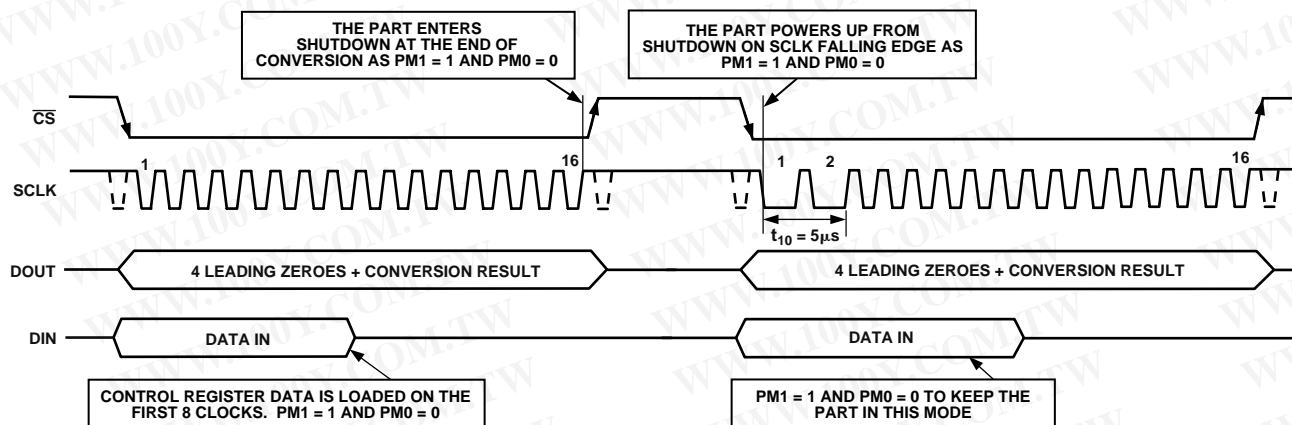 THE PART ENTERS
SHUTDOWN AT THE END OF
CONVERSION AS PM1 = 1 AND PM0 = 0
THE PART POWERS UP FROM
SHUTDOWN ON SCLK FALLING EDGE AS
PM1 = 1 AND PM0 = 0
CS
SCLK
1
16
1
2
16
t10 = 5μs
DOUT
4 LEADING ZEROES + CONVERSION RESULT
4 LEADING ZEROES + CONVERSION RESULT
DIN
DATA IN
DATA IN
CONTROL REGISTER DATA IS LOADED ON THE
FIRST 8 CLOCKS. PM1 = 1 AND PM0 = 0
PM1 = 1 AND PM0 = 0 TO KEEP THE
PART IN THIS MODE
WWW.100Y.COM.TW